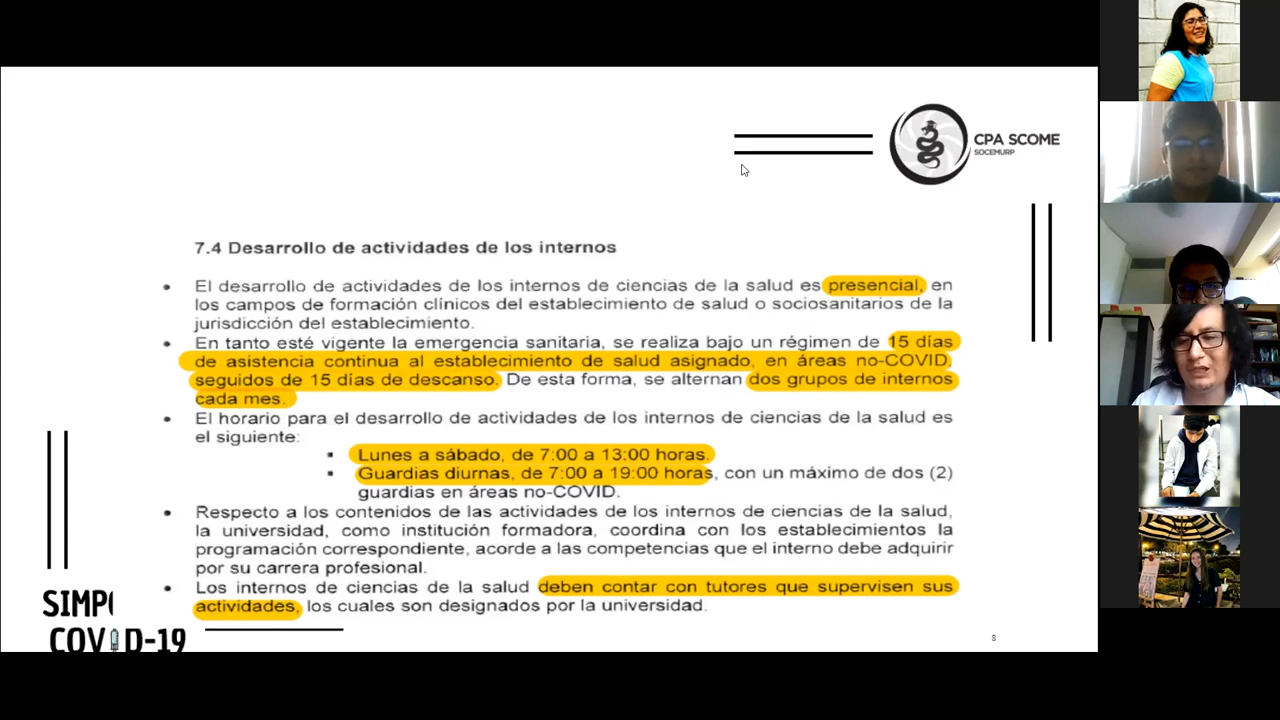 CPA SCOME
SOCEMURP
7.4 Desarrollo de actividades de los internos
• El desarrollo de actividades de los internos de ciencias de la salud es presencial, en
los campos de formación clínicos del establecimiento de salud o sociosanitarios de la
jurisdicción del establecimiento.
• En tanto esté vigente la emergencia sanitaria, se realiza bajo un régimen de 15 días
de asistencia continua al establecimiento de salud asignado, en áreas no-COVID,
seguidos de 15 días de descanso. De esta forma, se alternan dos grupos de internos
cada mes.
• El horario para el desarrollo de actividades de los internos de ciencias de la salud es
el siguiente:
▪ Lunes a sábado, de 7:00 a 13:00 horas.
▪ Guardias diurnas, de 7:00 a 19:00 horas, con un máximo de dos (2)
guardias en áreas no-COVID.
• Respecto a los contenidos de las actividades de los internos de ciencias de la salud,
la universidad, como institución formadora, coordina con los establecimientos la
programación correspondiente, acorde a las competencias que el interno debe adquirir
por su carrera profesional.
• Los internos de ciencias de la salud deben contar con tutores que supervisen sus
actividades, los cuales son designados por la universidad.
SIMP
COVID-19
8